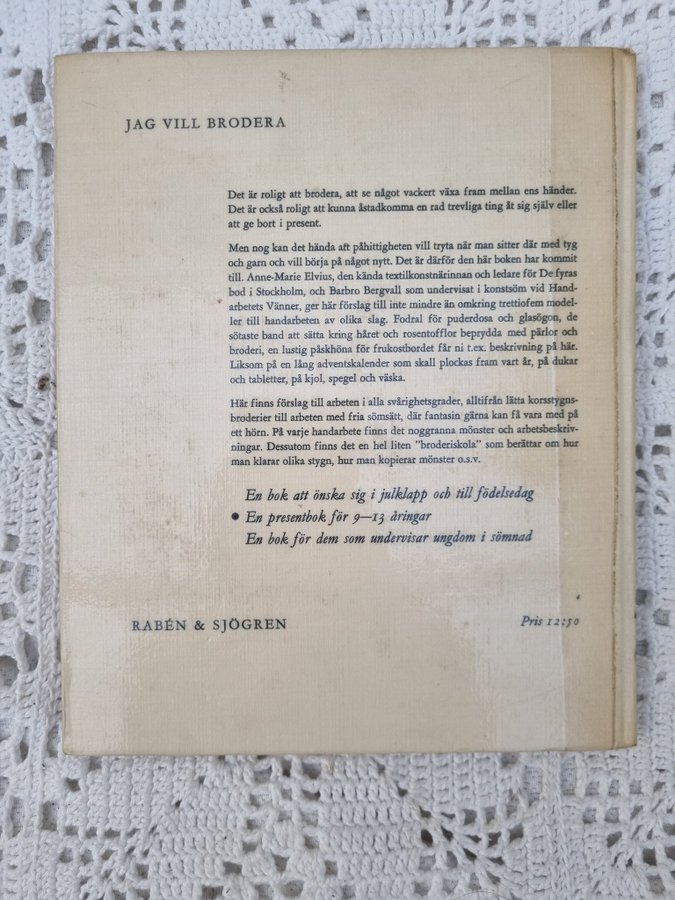 JAG VILL BRODERA
Det är roligt att brodera, att se något vackert växa fram mellan ens händer.
Det är också roligt att kunna åstadkomma en rad trevliga ting åt sig själv eller
att ge bort i present.
Men nog kan det hända att påhittigheten vill tryta när man sitter där med tyg
och garn och vill börja på något nytt. Det är därför den här boken har kommit
till. Anne-Marie Elvius, den kända textilkonstnärinnan och ledare för De fyras
bod i Stockholm, och Barbro Bergvall som undervisat i konstsöm vid Hand-
arbetets Vänner, ger här förslag till inte mindre än omkring trettiofem model-
ler till handarbeten av olika slag. Fodral för puderdosa och glasögon, de
sötaste band att sätta kring håret och rosentofflor beprydda med pärlor och
broderi, en lustig påskhöna för frukostbordet får ni t.ex. beskrivning på här.
Liksom på en lång adventskalender som skall plockas fram vart år, på dukar
och tabletter, på kjol, spegel och väska.
Här finns förslag till arbeten i alla svårighetsgrader, alltifrån lätta korsstygns-
broderier till arbeten med fria sömsätt, där fantasin gärna kan få vara med på
ett hörn. På varje handarbete finns det noggranna mönster och arbetsbeskriv-
ningar. Dessutom finns det en hel liten "broderiskola" som berättar om hur
man klarar olika stygn, hur man kopierar mönster o.s.v.
En bok att önska sig i julklapp och till födelsedag
• En presentbok för 9—13 åringar
En bok för dem som undervisar ungdom i sömnad
RABÉN & SJÖGREN
Pris 12:50